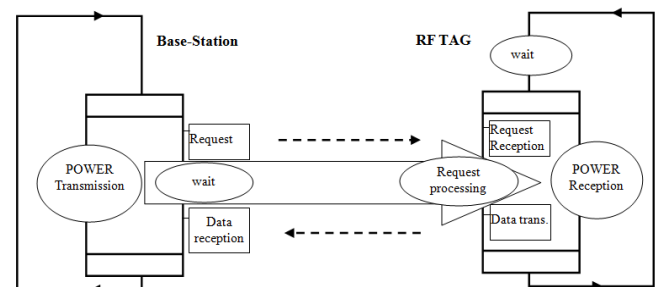 Base-Station
RF TAG
wait
Request
Request
Reception
POWER
Transmission
wait
Request
processing
POWER
Reception
Data
reception
Data trans.